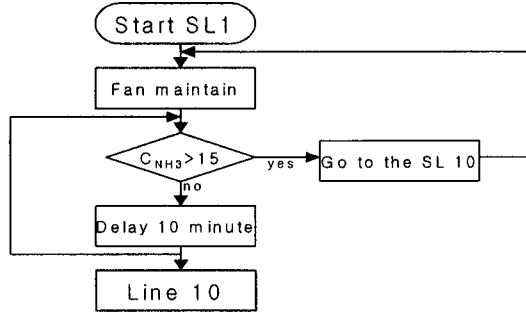 Start SL1
Fan maintain
C_NH3>15
yes
Go to the SL 10
no
Delay 10 minute
Line 10